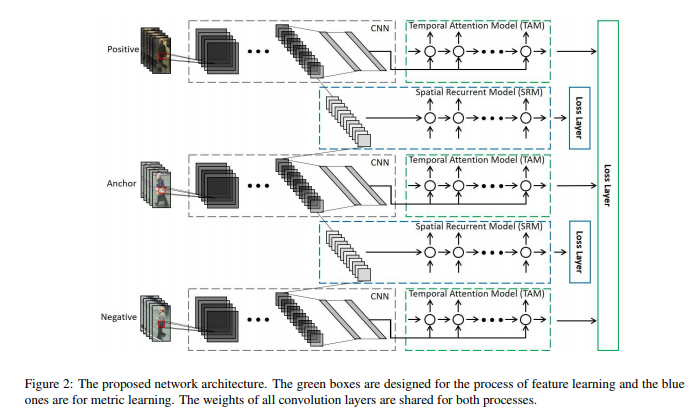 CNN
Temporal Attention Model (TAM)
Positive
Spatial Recurrent Model (SRM)
Loss Layer
CNN
Temporal Attention Model (TAM)
Anchor
Loss Layer
Spatial Recurrent Model (SRM)
Loss Layer
CNN
Temporal Attention Model (TAM)
Negative
Figure 2: The proposed network architecture. The green boxes are designed for the process of feature learning and the blue
ones are for metric learning. The weights of all convolution layers are shared for both processes.